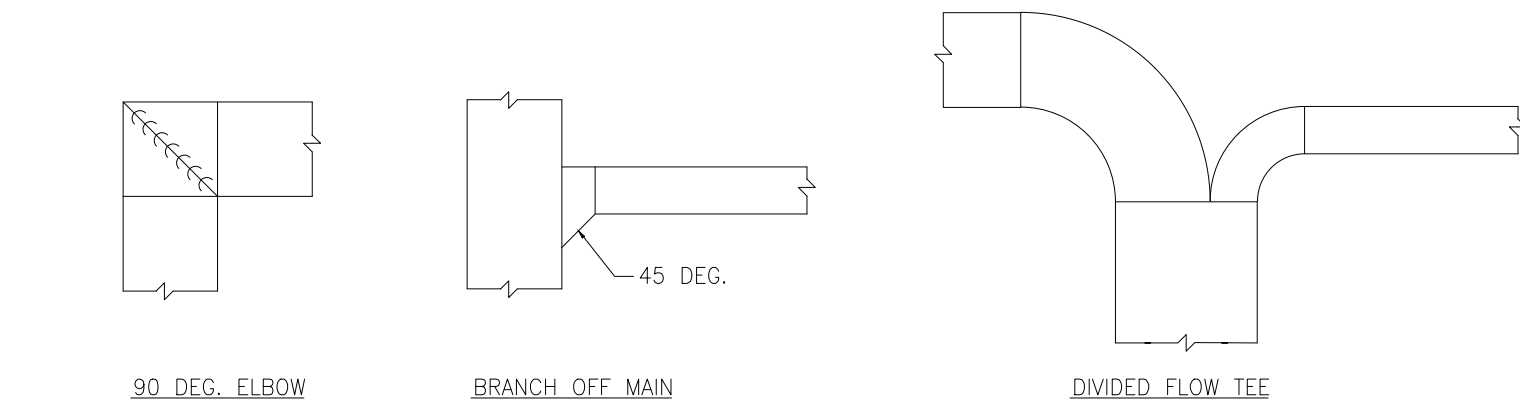 45 DEG.
90 DEG. ELBOW
BRANCH OFF MAIN
DIVIDED FLOW TEE